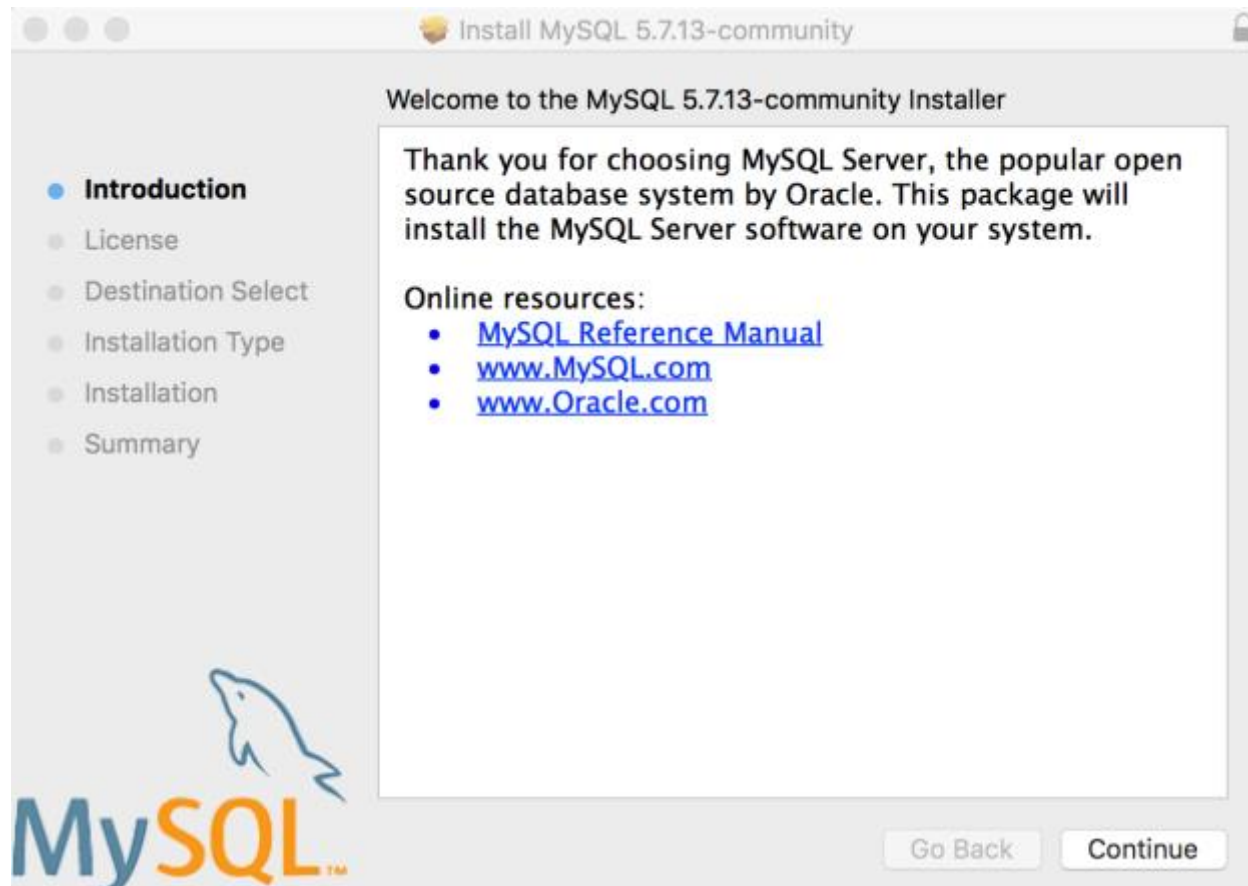 Install MySQL 5.7.13-community
Welcome to the MySQL 5.7.13-community Installer
Introduction
License
Destination Select
Installation Type
Installation
Summary
Thank you for choosing MySQL Server, the popular open
source database system by Oracle. This package will
install the MySQL Server software on your system.
Online resources:
• MySQL Reference Manual
• www.MySQL.com
• www.Oracle.com
MySQL™
Go Back
Continue